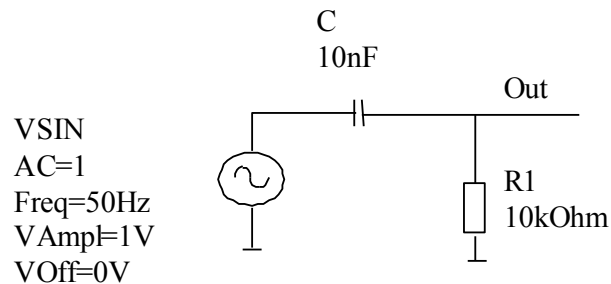 C
10nF
Out
VSIN
AC=1
Freq=50Hz
VAmpl=1V
VOff=0V
R1
10kOhm